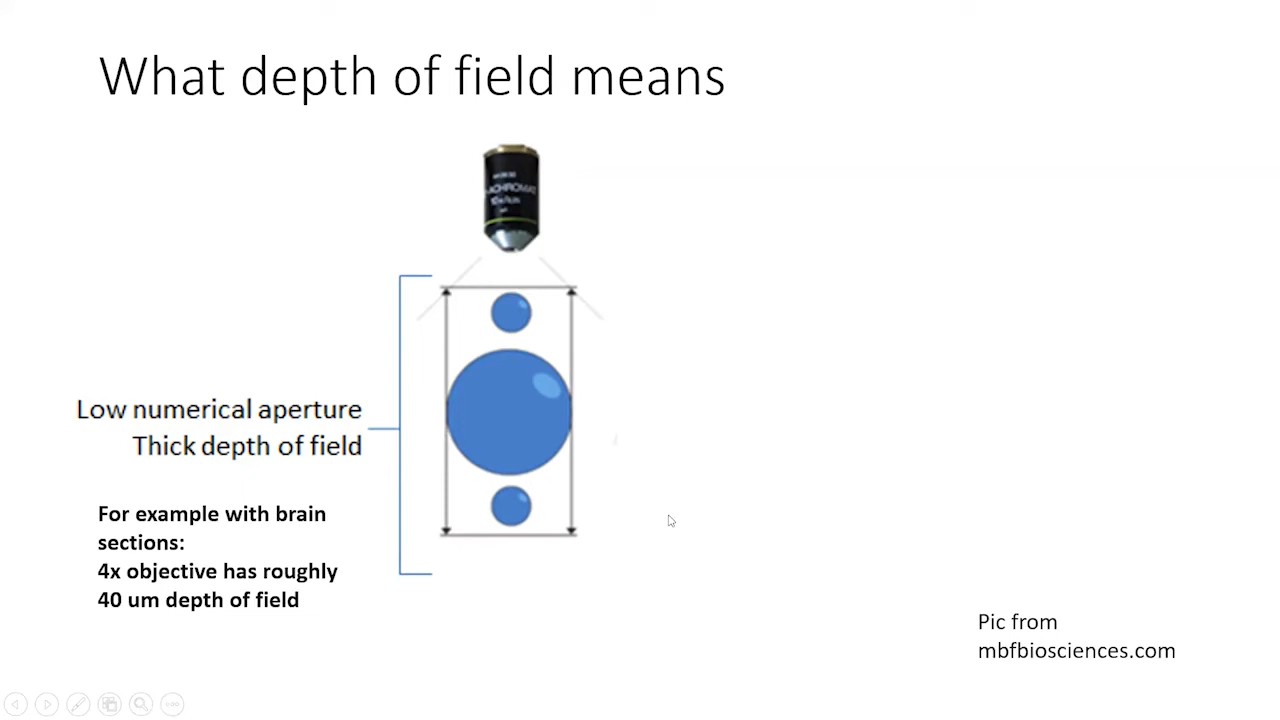 What depth of field means
ACHROMAT
Low numerical aperture
Thick depth of field
For example with brain
sections:
4x objective has roughly
40 um depth of field
Pic from
mbfbiosciences.com